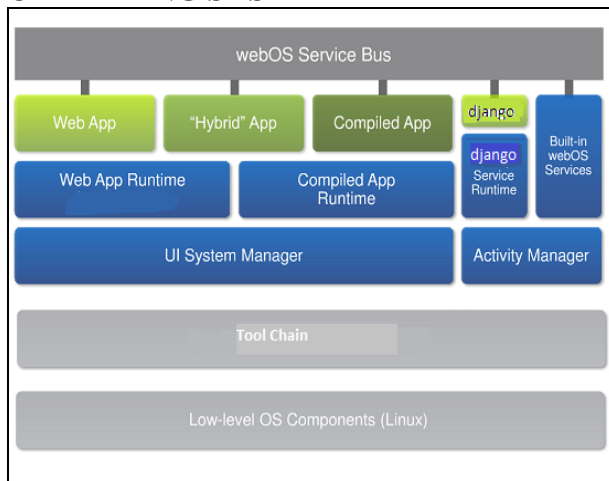 webOS Service Bus
Web App
“Hybrid” App
Compiled App
django
Built-in
webOS
Services
Web App Runtime
Compiled App
Runtime
django
Service
Runtime
UI System Manager
Activity Manager
Tool Chain
Low-level OS Components (Linux)